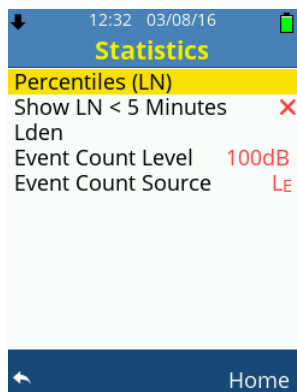 12:32 03/08/16
Statistics
Percentiles (LN)
Show LN < 5 Minutes
Lden
Event Count Level 100dB
Event Count Source LE
Home